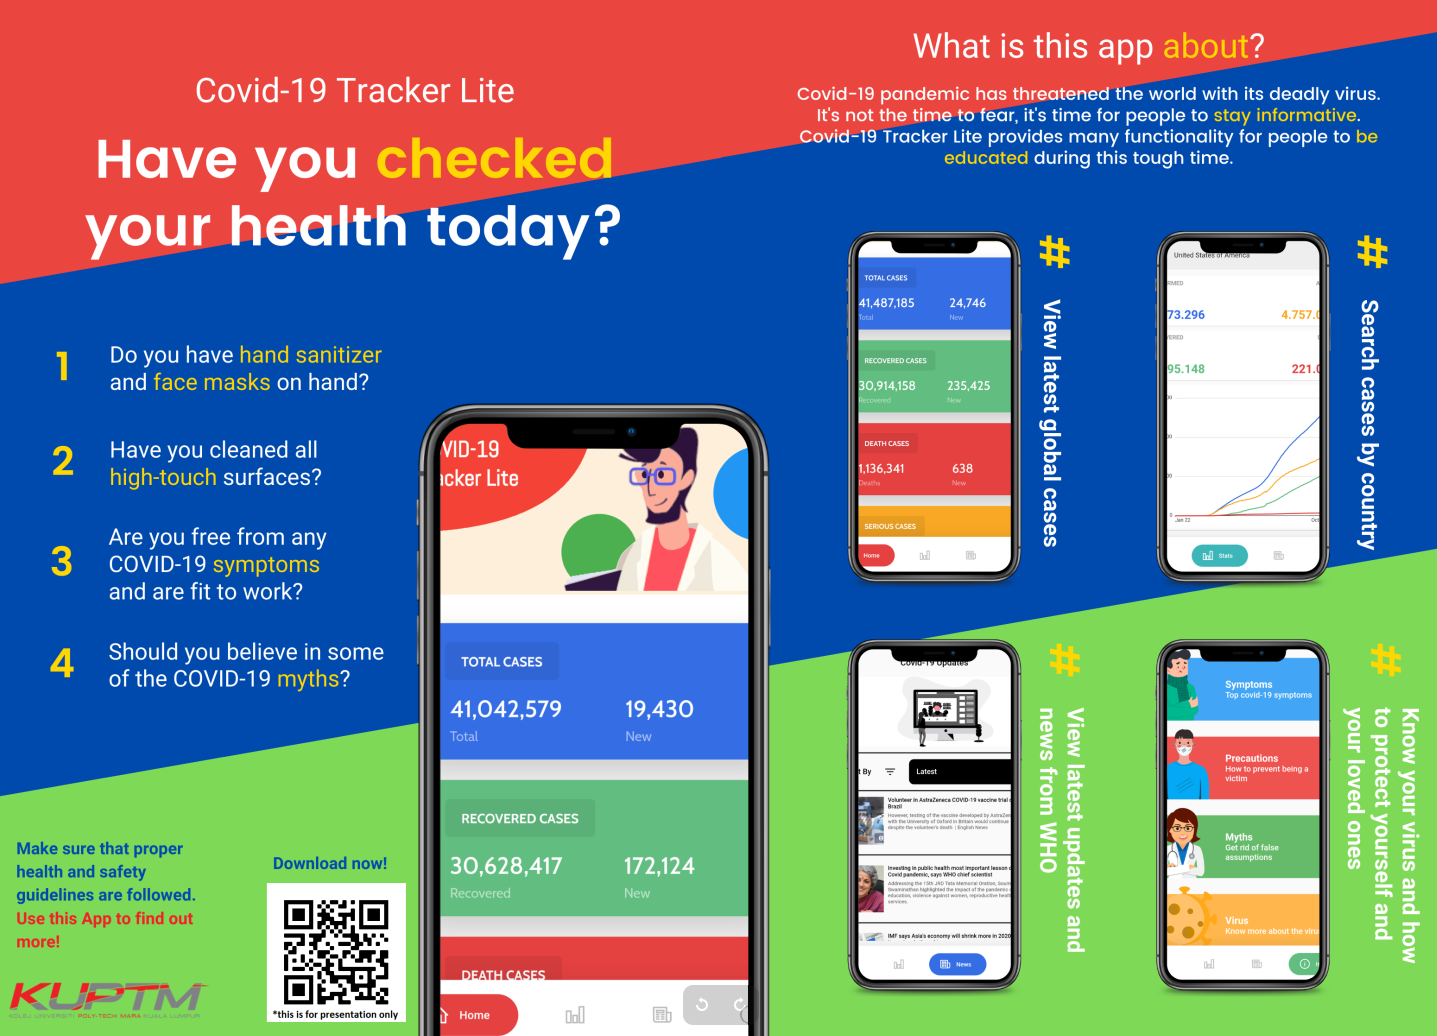 Covid-19 Tracker Lite
Have you checked
your health today?
1
Do you have hand sanitizer
and face masks on hand?
2
Have you cleaned all
high-touch surfaces?
3
Are you free from any
COVID-19 symptoms
and are fit to work?
4
Should you believe in some
of the COVID-19 myths?
Make sure that proper
health and safety
guidelines are followed.
Use this App to find out
more!
KUPTM
KOLEJ UNIVERSITI POLY-TECH MARA KUALA LUMPUR
Download now!
*this is for presentation only
VID-19
acker Lite
TOTAL CASES
41,042,579 19,430
Total New
RECOVERED CASES
30,628,417 172,124
Recovered New
DEATH CASES
Home
What is this app about?
Covid-19 pandemic has threatened the world with its deadly virus.
It's not the time to fear, it's time for people to stay informative.
Covid-19 Tracker Lite provides many functionality for people to be
educated during this tough time.
TOTAL CASES
41,487,185 24,746
Total New
RECOVERED CASES
30,914,158 235,425
Recovered New
DEATH CASES
1,136,341 638
Deaths New
SERIOUS CASES
Home
# View latest global cases
United States of America
RMED A
73.296 4.757.0
ERED
95.148 221.0
0
Jan 22 Oct
Stats
# Search cases by country
Covid-19 Updates
t By Latest
Volunteer in AstraZeneca COVID-19 vaccine trial
Brazil
However, testing of the vaccine developed by AstraZen
with the University of Oxford in Britain would continue
despite the volunteer's death | English News
Investing in public health most important lesson
Covid pandemic, says WHO chief scientist
Addressing the 15th JRD Tata Memorial Oration, Soum
Swaminathan highlighted the impact of the pandemic
education, violence against women, reproductive healt
services.
IMF says Asia's economy will shrink more in 2020
News
# View latest updates and
news from WHO
Symptoms
Top covid-19 symptoms
Precautions
How to prevent being a
victim
Myths
Get rid of false
assumptions
Virus
Know more about the viru
# Know your virus and how
to protect yourself and
your loved ones